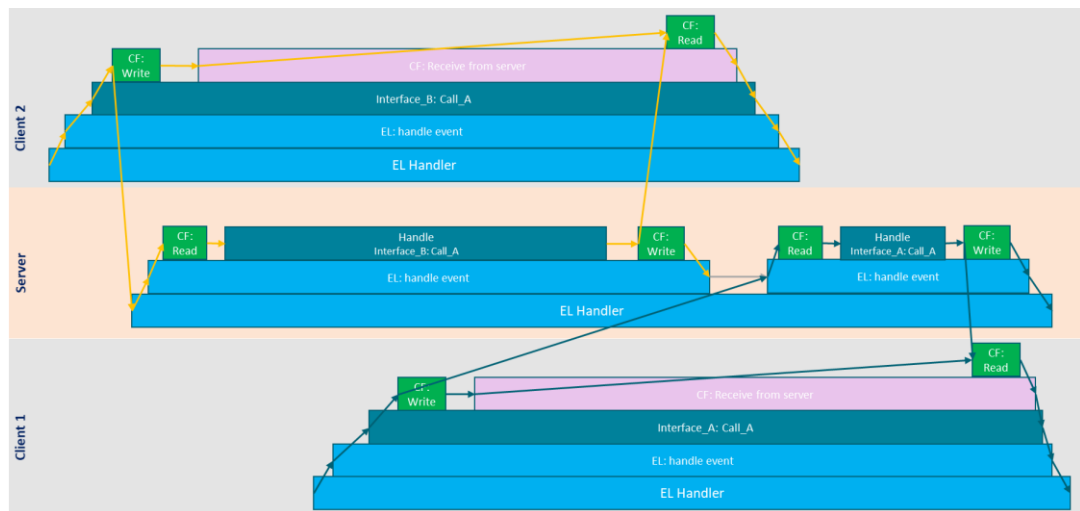 Client 2
CF:
Write
CF:
Read
CF: Receive from server
Interface_B: Call_A
EL: handle event
EL Handler
Server
CF:
Read
Handle
Interface_B: Call_A
CF:
Write
CF:
Read
Handle
Interface_A: Call_A
CF:
Write
EL: handle event
EL: handle event
EL Handler
Client 1
CF:
Read
CF:
Write
CF: Receive from server
Interface_A: Call_A
EL: handle event
EL Handler